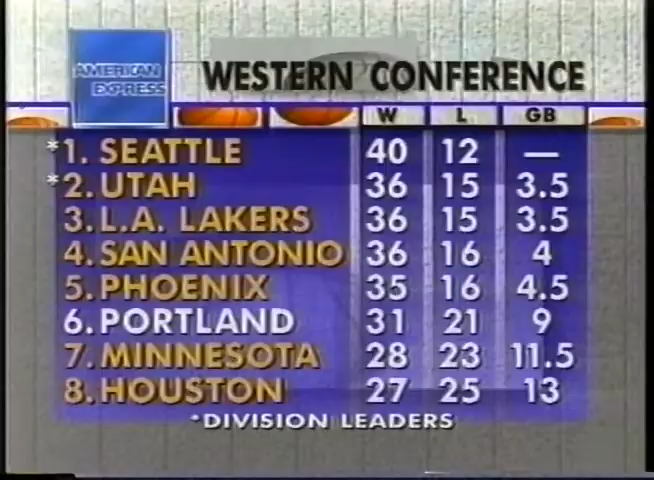 AMERICAN
EXPRESS
WESTERN CONFERENCE
W L GB
*1. SEATTLE 40 12 —
*2. UTAH 36 15 3.5
3. L.A. LAKERS 36 15 3.5
4. SAN ANTONIO 36 16 4
5. PHOENIX 35 16 4.5
6. PORTLAND 31 21 9
7. MINNESOTA 28 23 11.5
8. HOUSTON 27 25 13
*DIVISION LEADERS